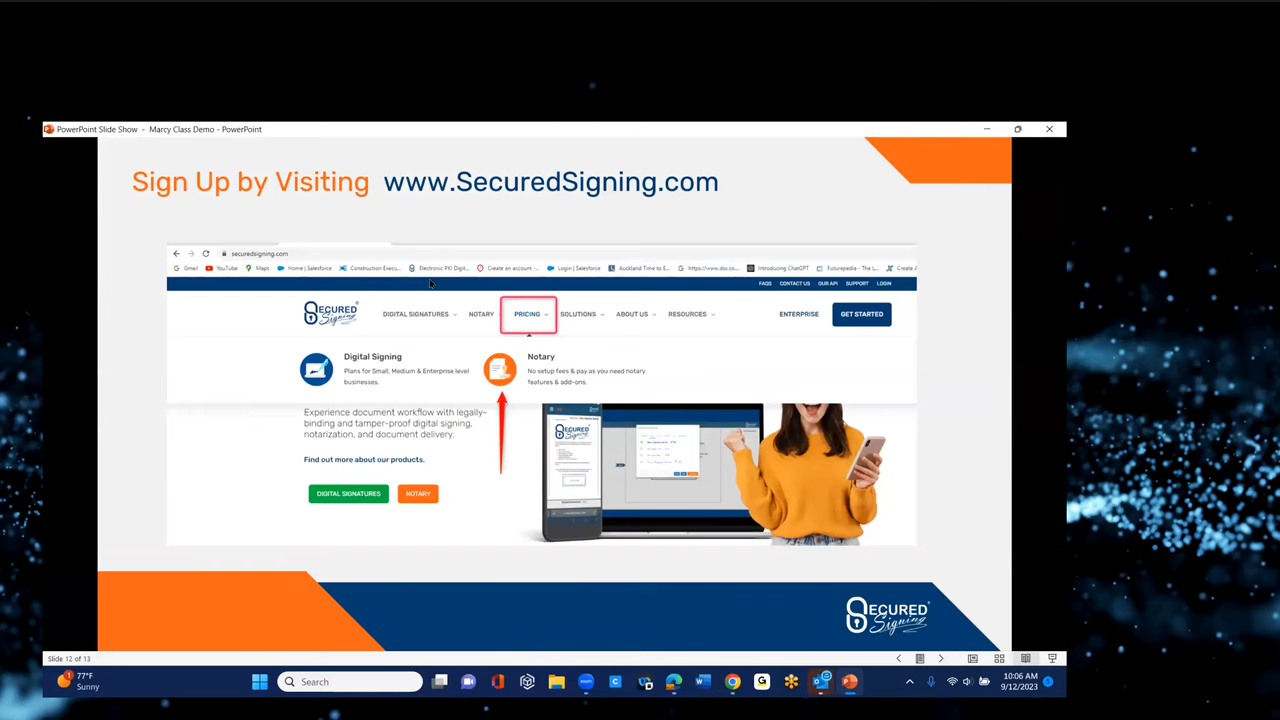 PowerPoint Slide Show - Marcy Class Demo - PowerPoint
Sign Up by Visiting www.SecuredSigning.com
securedsigning.com
Gmail YouTube Maps Home | Salesforce Construction Execu... Electronic PKI Digit... Create an account -... Login | Salesforce Auckland Time to E... https://www.dos.co... Introducing ChatGPT Futurepedia - The L... Create A
FAQS CONTACT US OUR API SUPPORT LOGIN
SECURED Signing
DIGITAL SIGNATURES NOTARY PRICING SOLUTIONS ABOUT US RESOURCES ENTERPRISE GET STARTED
Digital Signing
Plans for Small, Medium & Enterprise level
businesses.
Notary
No setup fees & pay as you need notary
features & add-ons.
Experience document workflow with legally-
binding and tamper-proof digital signing,
notarization, and document delivery.
Find out more about our products.
DIGITAL SIGNATURES NOTARY
SECURED Signing
SECURED Signing
Slide 12 of 13
77°F
Sunny
Search
10:06 AM
9/12/2023